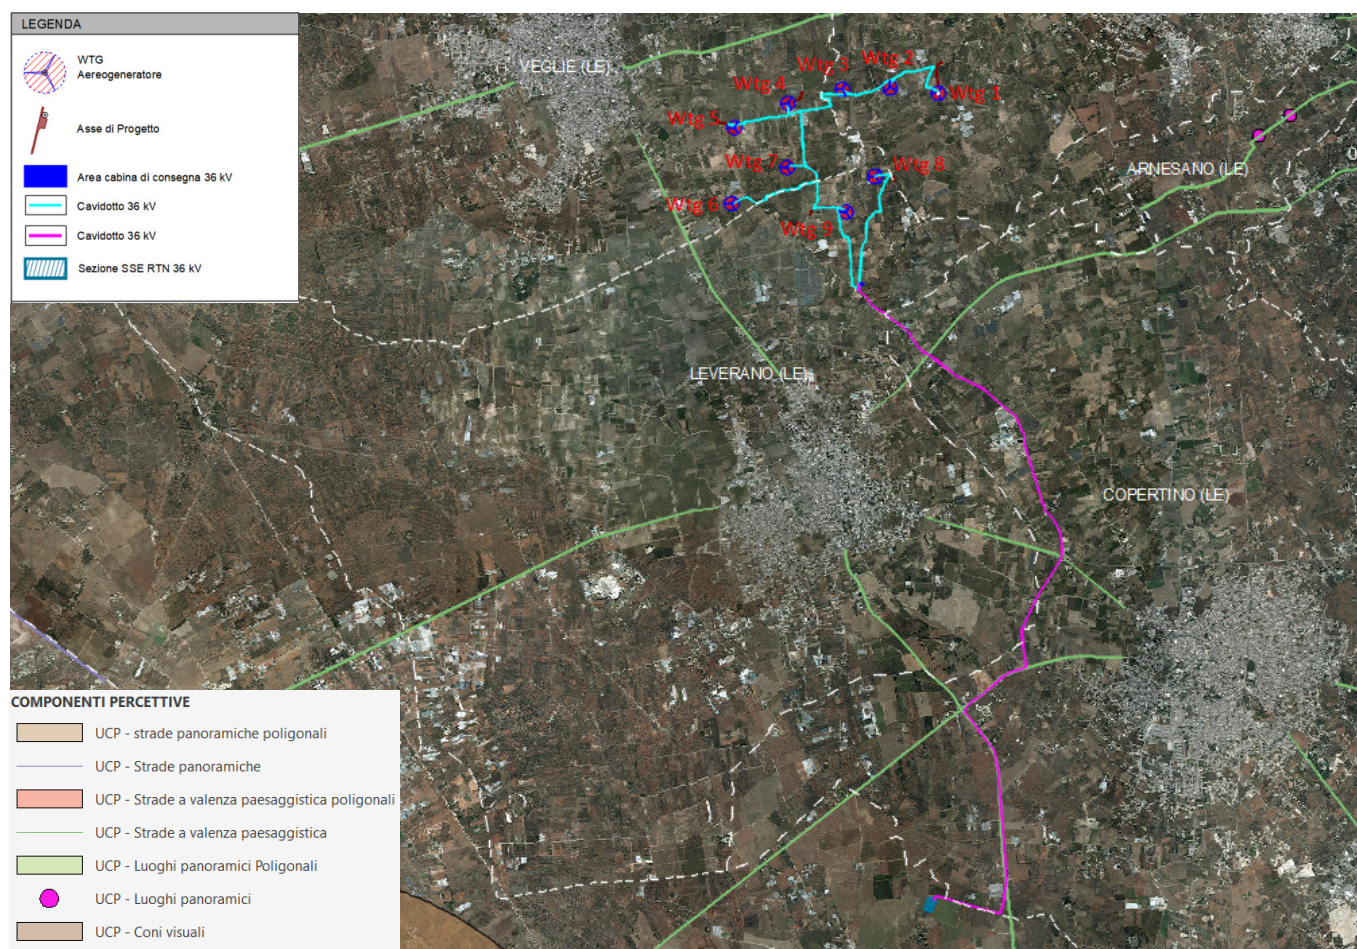 LEGENDA
WTG
Aereogeneratore
Asse di Progetto
Area cabina di consegna 36 kV
Cavidotto 36 kV
Cavidotto 36 kV
Sezione SSE RTN 36 kV
VEGLIE (LE)
Wtg 3
Wtg 2
Wtg 4
Wtg 1
Wtg 5
Wtg 7
Wtg 8
Wtg 6
Wtg 9
ARNESANO (LE)
LEVERANO (LE)
COPERTINO (LE)
COMPONENTI PERCETTIVE
UCP - strade panoramiche poligonali
UCP - Strade panoramiche
UCP - Strade a valenza paesaggistica poligonali
UCP - Strade a valenza paesaggistica
UCP - Luoghi panoramici Poligonali
UCP - Luoghi panoramici
UCP - Coni visuali